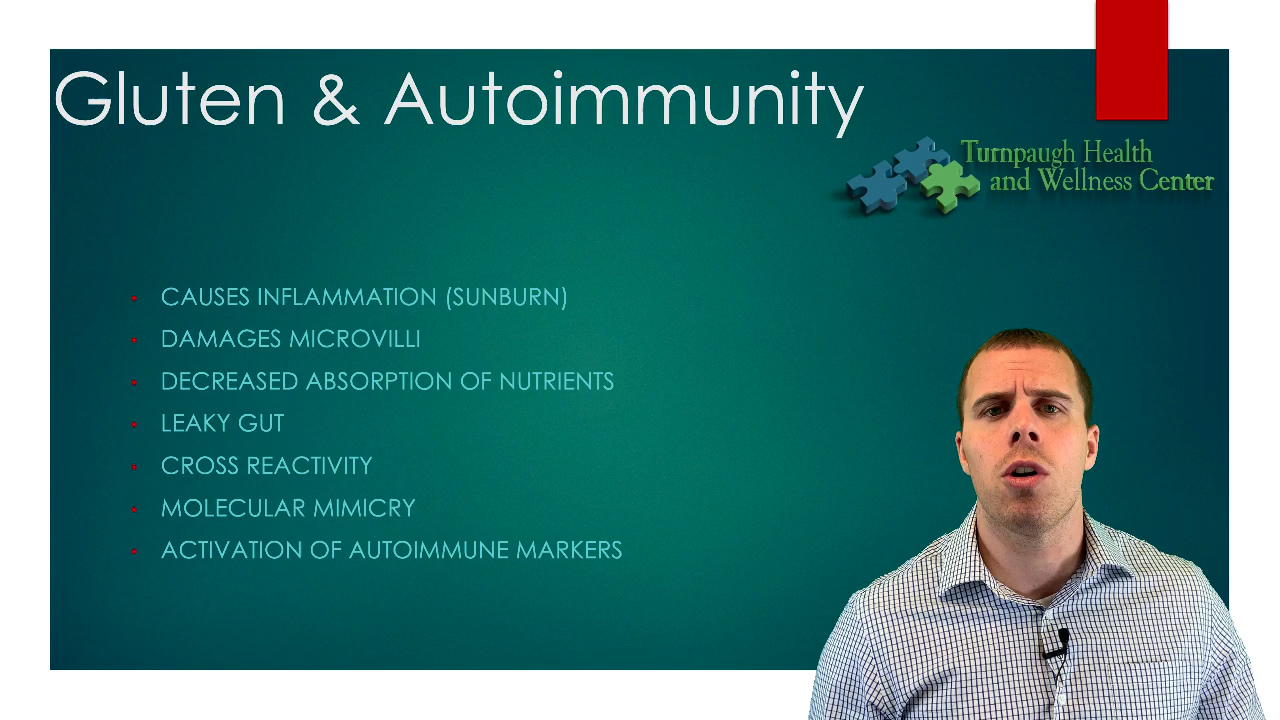 Gluten & Autoimmunity
Turnpaugh Health
and Wellness Center
CAUSES INFLAMMATION (SUNBURN)
DAMAGES MICROVILLI
DECREASED ABSORPTION OF NUTRIENTS
LEAKY GUT
CROSS REACTIVITY
MOLECULAR MIMICRY
ACTIVATION OF AUTOIMMUNE MARKERS